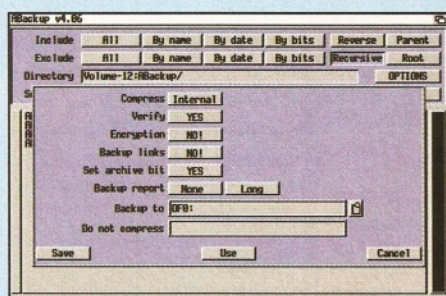 ABackup v4.06
Include All By name By date By bits Reverse Parent
Exclude All By name By date By bits Recursive Root
Directory Volume-12:ABackup/ OPTIONS
Compress Internal
Verify YES
Encryption NO!
Backup links NO!
Set archive bit YES
Backup report None Long
Backup to DF0:
Do not compress
Save Use Cancel